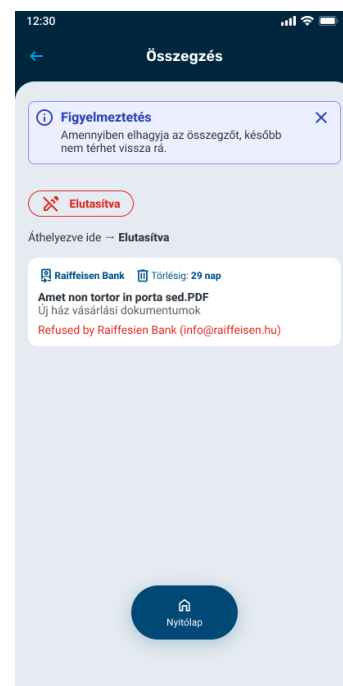 12:30
Összegzés
Figyelmeztetés
Amennyiben elhagyja az összegzőt, később
nem térhet vissza rá.
Elutasítva
Áthelyezve ide → Elutasítva
Raiffeisen Bank Törlésig: 29 nap
Amet non tortor in porta sed.PDF
Új ház vásárlási dokumentumok
Refused by Raiffesien Bank (info@raiffeisen.hu)
Nyitólap